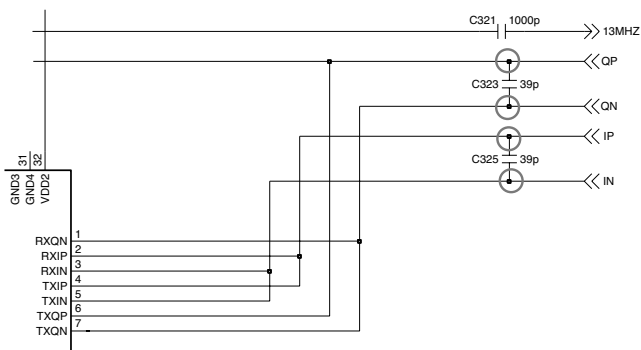 C321 1000p 13MHZ
QP
C323 39p
QN
IP
C325 39p
IN
31
32
GND3
GND4
VDD2
RXQN 1
RXIP 2
RXIN 3
TXIP 4
TXIN 5
TXQP 6
TXQN 7